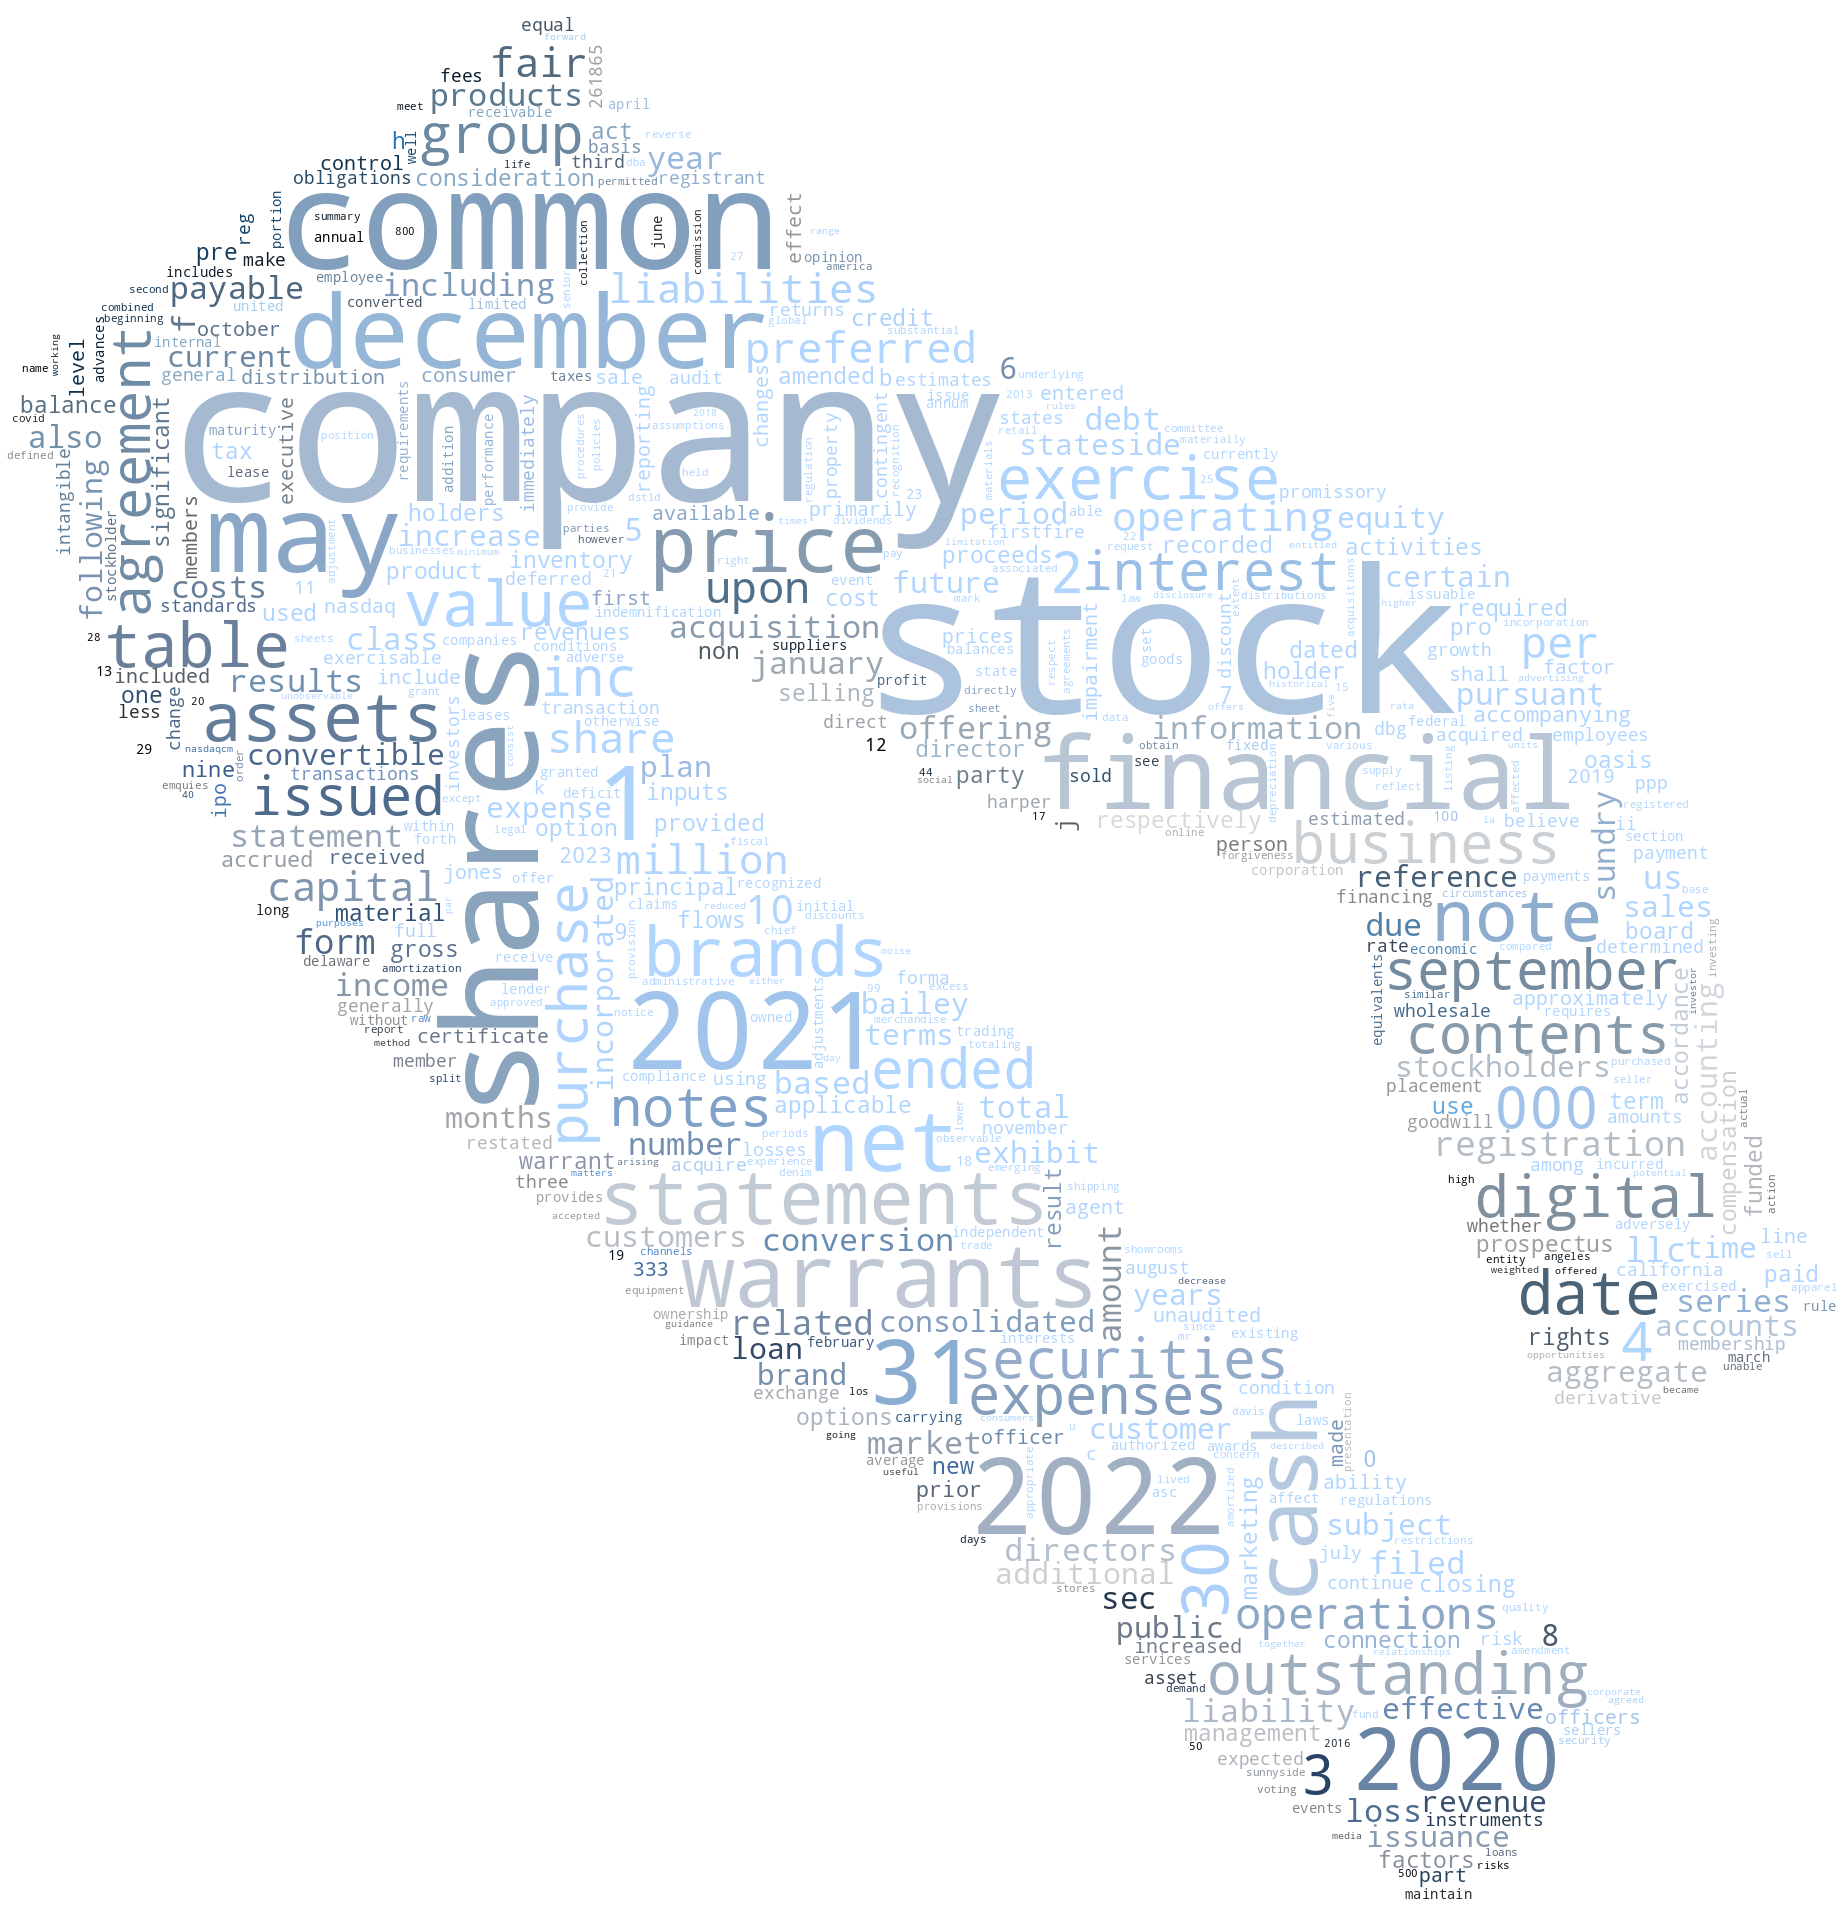 equal
forward
fair
261865
fees
products
meet
receivable
april
group
h
well
act
reverse
basis
control
life
third
dba
year
obligations
consideration
permitted
registrant
common
summary
annual
800
june
collection
commission
portion
reg
effect
range
pre
make
27
opinion
america
includes
employee
including
senior
liabilities
second
payable
converted
limited
combined
united
returns
beginning
f
october
december
global
credit
substantial
working
advances
agreement
internal
current
preferred
name
level
general
distribution
consumer
taxes
sale
audit
changes
amended
b
estimates
6
underlying
balance
covid
executive
requirements
company
2018
assumptions
issue
annum
2013
entered
rules
also
defined
significant
maturity
tax
position
addition
performance
immediately
procedures
policies
reporting
held
property
contingent
recognition
regulation
states
retail
debt
committee
stateside
materially
currently
lease
intangible
following
stockholder
members
may
holders
dstld
provide
available
primarily
dividends
23
materials
exercise
25
promissory
period
able
adjustment
increase
parties
however
5
price
times
right
pay
firstfire
limitation
operating
22
equity
businesses
minimum
request
recorded
entitled
activities
costs
11
product
inventory
21
deferred
upon
event
future
proceeds
associated
2
interest
acquisitions
certain
standards
used
nasdaq
value
first
indemnification
cost
mark
law
disclosure
extent
distributions
higher
issuable
required
28
table
sheets
class
companies
revenues
conditions
acquisition
suppliers
stock
prices
balances
respect
agreements
impairment
set
goods
discount
dated
holder
pro
incorporation
per
growth
13
included
results
exercisable
include
adverse
inc
non
january
profit
state
directly
sheet
historical
15
shall
factor
advertising
one
less
20
unobservable
grant
shares
transaction
selling
7
offers
five
rata
pursuant
change
assets
investors
leases
otherwise
direct
offering
data
information
dbg
federal
accompanying
29
nasdaqcm
convertible
consist
share
12
director
obtain
see
fixed
various
acquired
units
employees
nine
order
transactions
granted
1
plan
44
social
party
financial
sold
depreciation
supply
reflect
listing
affected
oasis
2019
ppp
emquies
40
ipo
issued
except
k
deficit
inputs
harper
17
j
registered
expense
statement
within
forth
legal
option
provided
respectively
online
estimated
100
la
believe
sundry
ii
section
accrued
received
2023
fiscal
million
person
forgiveness
corporation
business
payment
capital
jones
offer
principal
recognized
reference
payments
us
base
long
material
purposes
par
purchase
incorporated
claims
reduced
10
initial
discounts
financing
circumstances
note
sales
form
full
gross
9
flows
chief
due
board
delaware
amortization
receive
provision
brands
moise
rate
economic
compared
determined
investing
income
lender
approved
administrative
either
99
forma
excess
equivalents
september
similar
investor
generally
without
raw
notice
2021
owned
adjustments
bailey
merchandise
wholesale
approximately
requires
accordance
accounting
report
method
certificate
terms
trading
totaling
contents
member
split
compliance
using
day
based
ended
stockholders
purchased
seller
months
notes
applicable
lower
total
placement
use
000
term
amounts
compensation
actual
restated
number
periods
losses
net
observable
november
goodwill
registration
warrant
arising
acquire
experience
denim
18
exhibit
emerging
among
incurred
potential
three
matters
provides
result
shipping
high
digital
funded
action
accepted
statements
agent
whether
adversely
customers
19
channels
conversion
independent
trade
showrooms
prospectus
entity
angeles
llc
time
line
sell
333
equipment
warrants
amount
august
decrease
weighted
offered
california
paid
ownership
guidance
years
date
exercised
apparel
series
rule
impact
related
february
consolidated
interests
unaudited
since
mr
existing
rights
4
accounts
loan
31
securities
opportunities
membership
march
unable
brand
exchange
los
expenses
condition
aggregate
derivative
became
options
carrying
consumers
davis
cash
laws
going
market
officer
u
customer
described
made
presentation
average
useful
new
c
authorized
awards
concern
0
prior
provisions
2022
appropriate
lived
asc
amortized
marketing
affect
ability
regulations
days
directors
30
subject
restrictions
additional
july
filed
stores
sec
continue
closing
public
operations
quality
increased
together
connection
risk
8
services
relationships
amendment
asset
demand
outstanding
corporate
agreed
liability
fund
effective
officers
management
sellers
50
2016
2020
security
expected
sunnyside
voting
3
events
loss
revenue
instruments
media
issuance
factors
loans
risks
500
part
maintain